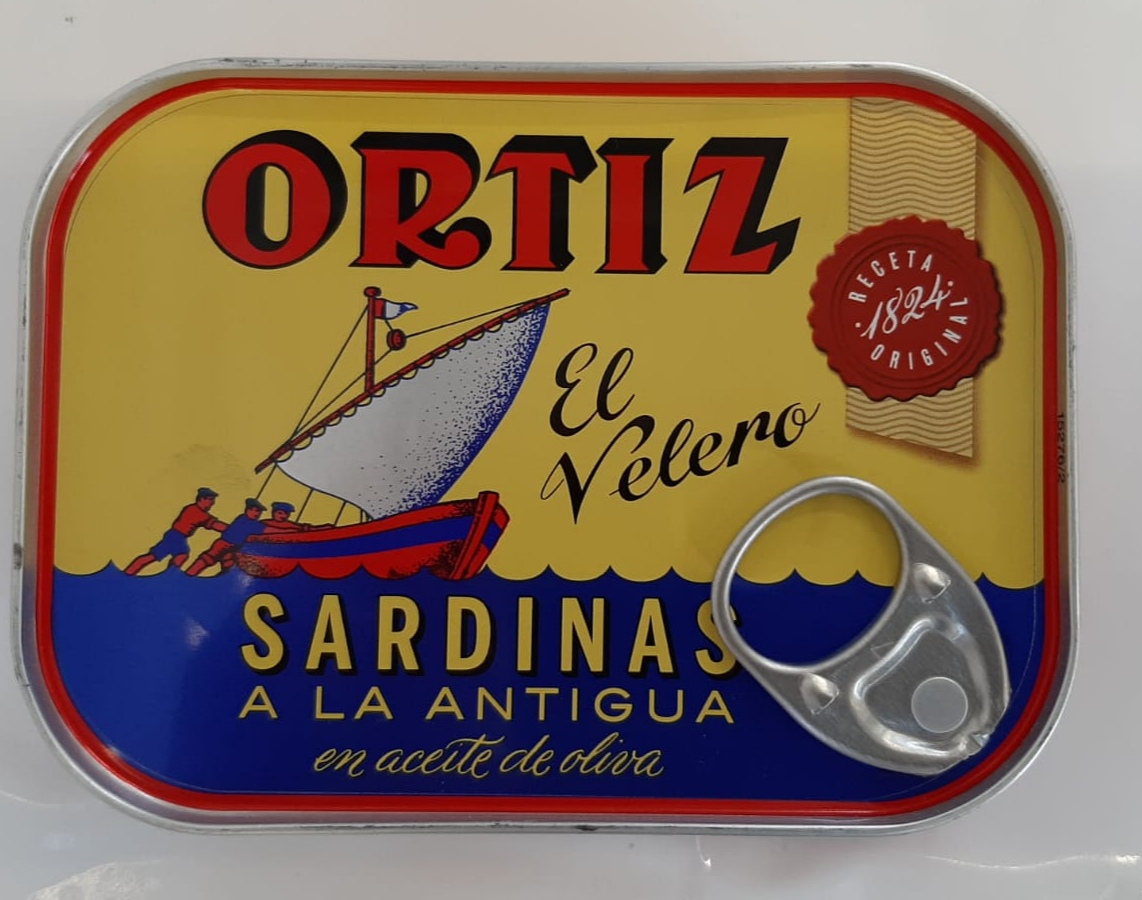 ORTIZ
RECETA
1824
ORIGINAL
El
Velero
SARDINAS
A LA ANTIGUA
en aceite de oliva